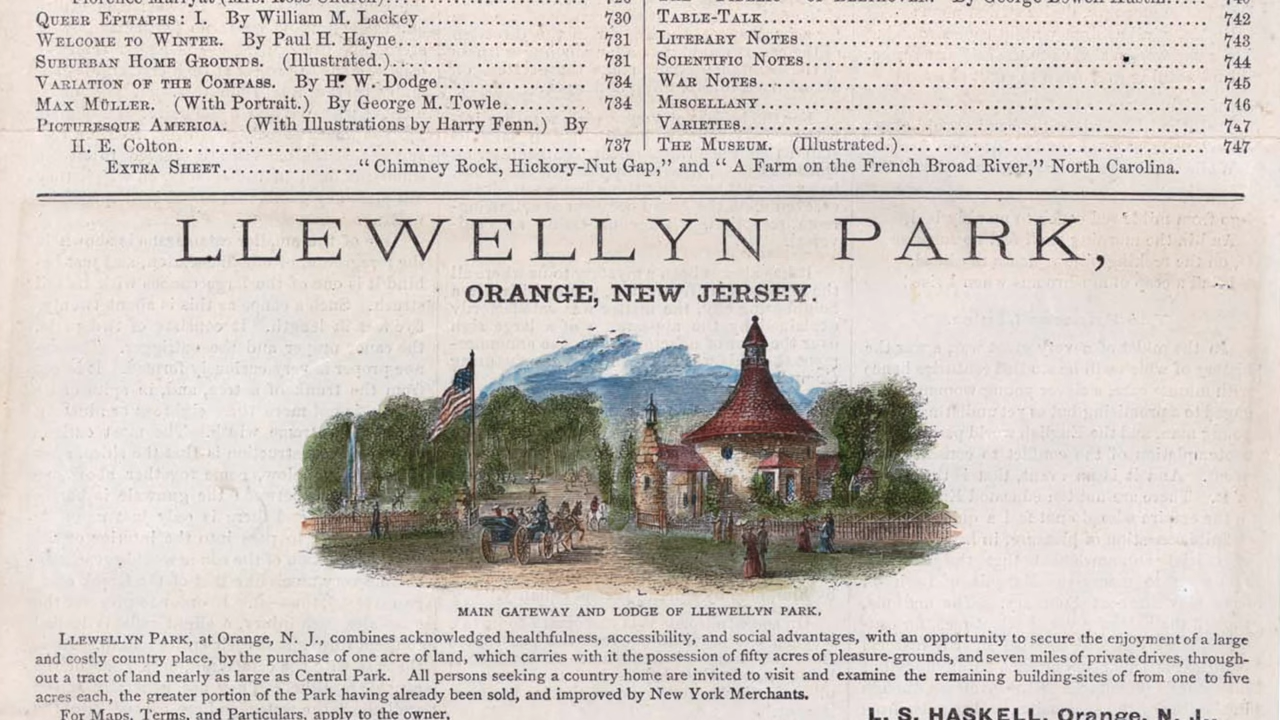 Florence Marryat (Mrs. Ross Church)
QUEER EPITAPHS: I. By William M. Lackey 730
WELCOME TO WINTER. By Paul H. Hayne 731
SUBURBAN HOME GROUNDS. (Illustrated.) 731
VARIATION OF THE COMPASS. By H. W. Dodge 734
MAX MÜLLER. (With Portrait.) By George M. Towle 734
PICTURESQUE AMERICA. (With Illustrations by Harry Fenn.) By
H. E. Colton 737
TABLE-TALK 742
LITERARY NOTES 743
SCIENTIFIC NOTES 744
WAR NOTES 745
MISCELLANY 746
VARIETIES 747
THE MUSEUM. (Illustrated.) 747
EXTRA SHEET "Chimney Rock, Hickory-Nut Gap," and "A Farm on the French Broad River," North Carolina.
LLEWELLYN PARK,
ORANGE, NEW JERSEY.
MAIN GATEWAY AND LODGE OF LLEWELLYN PARK.
LLEWELLYN PARK, at Orange, N. J., combines acknowledged healthfulness, accessibility, and social advantages, with an opportunity to secure the enjoyment of a large
and costly country place, by the purchase of one acre of land, which carries with it the possession of fifty acres of pleasure-grounds, and seven miles of private drives, through-
out a tract of land nearly as large as Central Park. All persons seeking a country home are invited to visit and examine the remaining building-sites of from one to five
acres each, the greater portion of the Park having already been sold, and improved by New York Merchants.
For Maps, Terms, and Particulars, apply to the owner,
L. S. HASKELL, Orange, N. J.